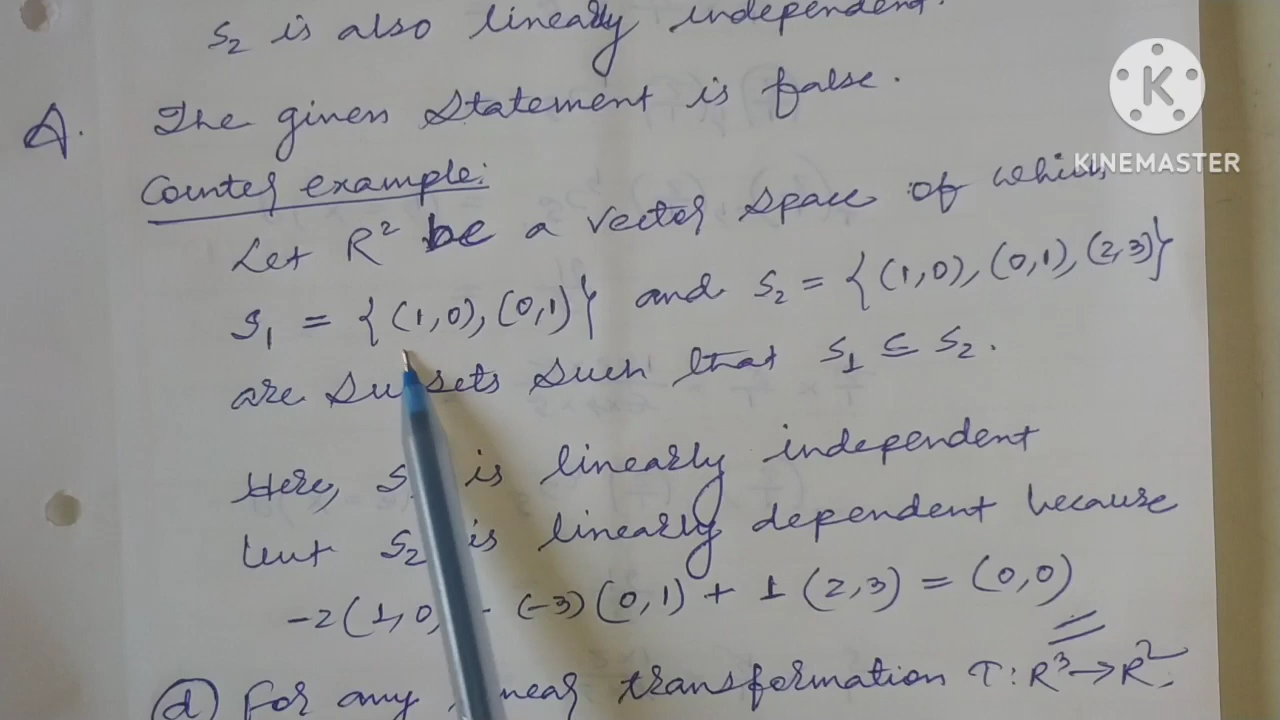 S₂ is also linearly independent.
A. The given statement is false.
K
KINEMASTER
Counter example:
Let R² be a vector space of which
S₁ = {(1,0), (0,1)} and S₂ = {(1,0), (0,1), (2,3)}
are subsets such that S₁ ⊆ S₂.
Here, S is linearly independent
but S₂ is linearly dependent because
-2(1,0 (-3)(0,1) + 1(2,3) = (0,0)
(d) For any transformation T: R³→R²;